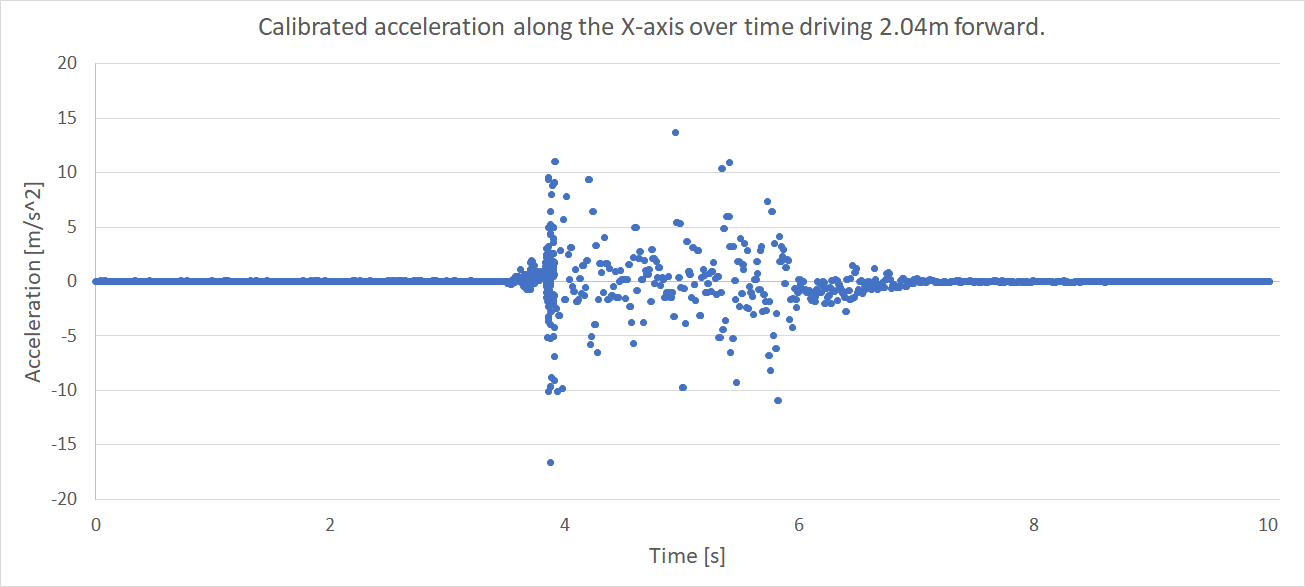 Calibrated acceleration along the X-axis over time driving 2.04m forward.
20
15
10
5
0
-5
-10
-15
-20
Acceleration [m/s^2]
0 2 4 6 8 10
Time [s]